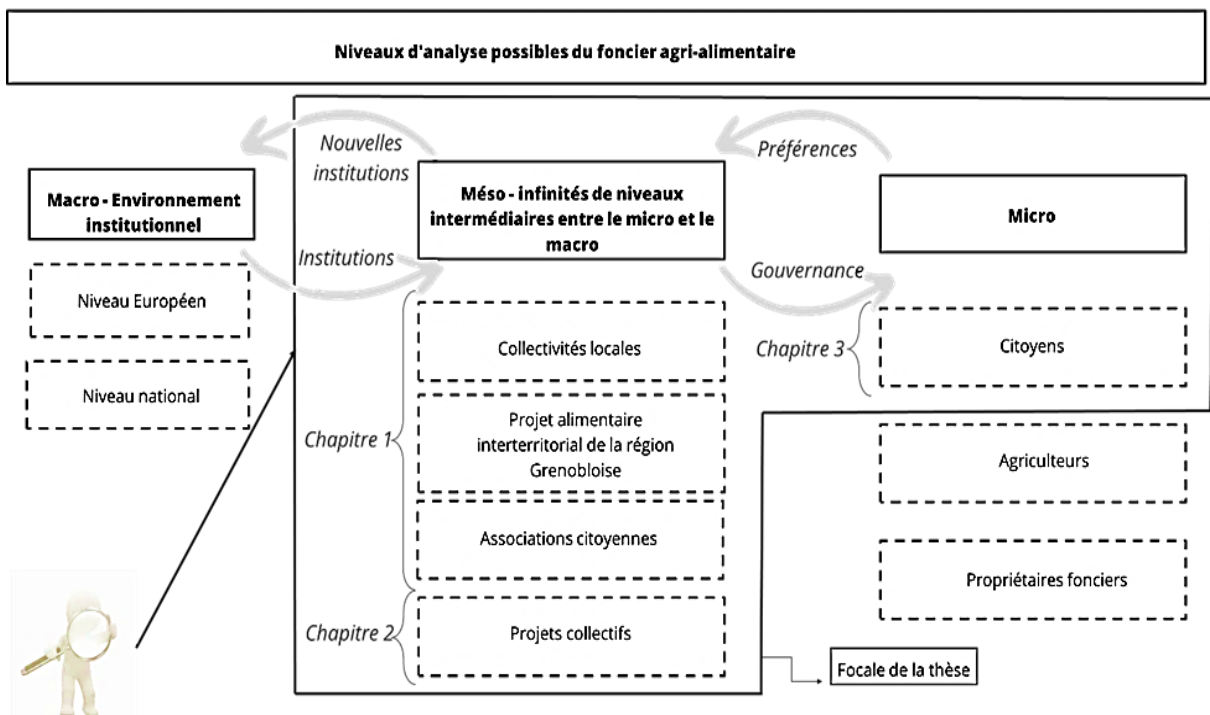 Niveaux d'analyse possibles du foncier agri-alimentaire
Nouvelles
institutions
Préférences
Macro - Environnement
institutionnel
Méso - infinités de niveaux
intermédiaires entre le micro et le
macro
Micro
Institutions
Gouvernance
Niveau Européen
Niveau national
Chapitre 1
Collectivités locales
Projet alimentaire
interterritorial de la région
Grenobloise
Associations citoyennes
Chapitre 2
Projets collectifs
Chapitre 3
Citoyens
Agriculteurs
Propriétaires fonciers
Focale de la thèse